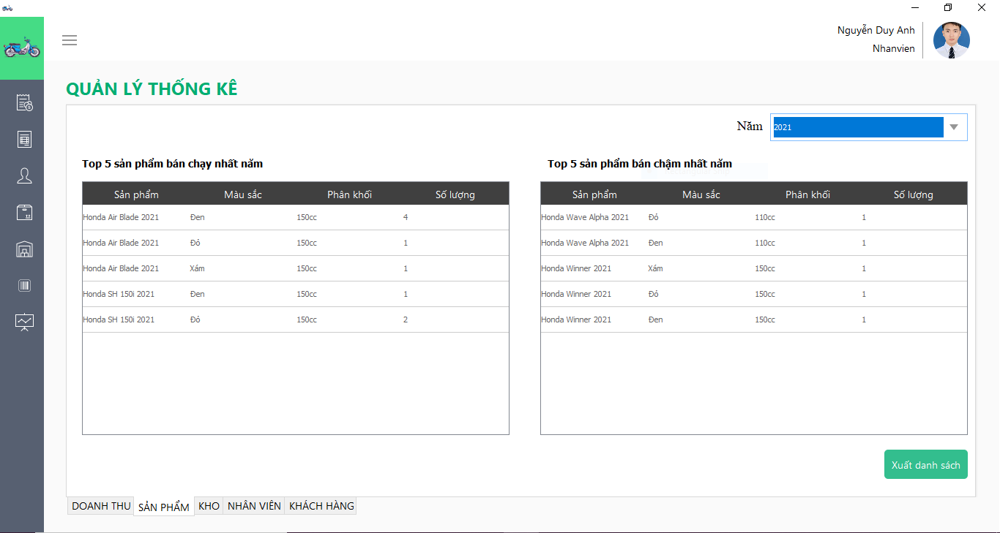 Nguyễn Duy Anh
Nhanvien
QUẢN LÝ THỐNG KÊ
Năm 2021
Top 5 sản phẩm bán chạy nhất năm
Sản phẩm Màu sắc Phân khối Số lượng
Honda Air Blade 2021 Đen 150cc 4
Honda Air Blade 2021 Đỏ 150cc 1
Honda Air Blade 2021 Xám 150cc 1
Honda SH 150i 2021 Đen 150cc 1
Honda SH 150i 2021 Đỏ 150cc 2
Top 5 sản phẩm bán chậm nhất năm
Sản phẩm Màu sắc Phân khối Số lượng
Honda Wave Alpha 2021 Đỏ 110cc 1
Honda Wave Alpha 2021 Đen 110cc 1
Honda Winner 2021 Xám 150cc 1
Honda Winner 2021 Đỏ 150cc 1
Honda Winner 2021 Đen 150cc 1
Xuất danh sách
DOANH THU SẢN PHẨM KHO NHÂN VIÊN KHÁCH HÀNG